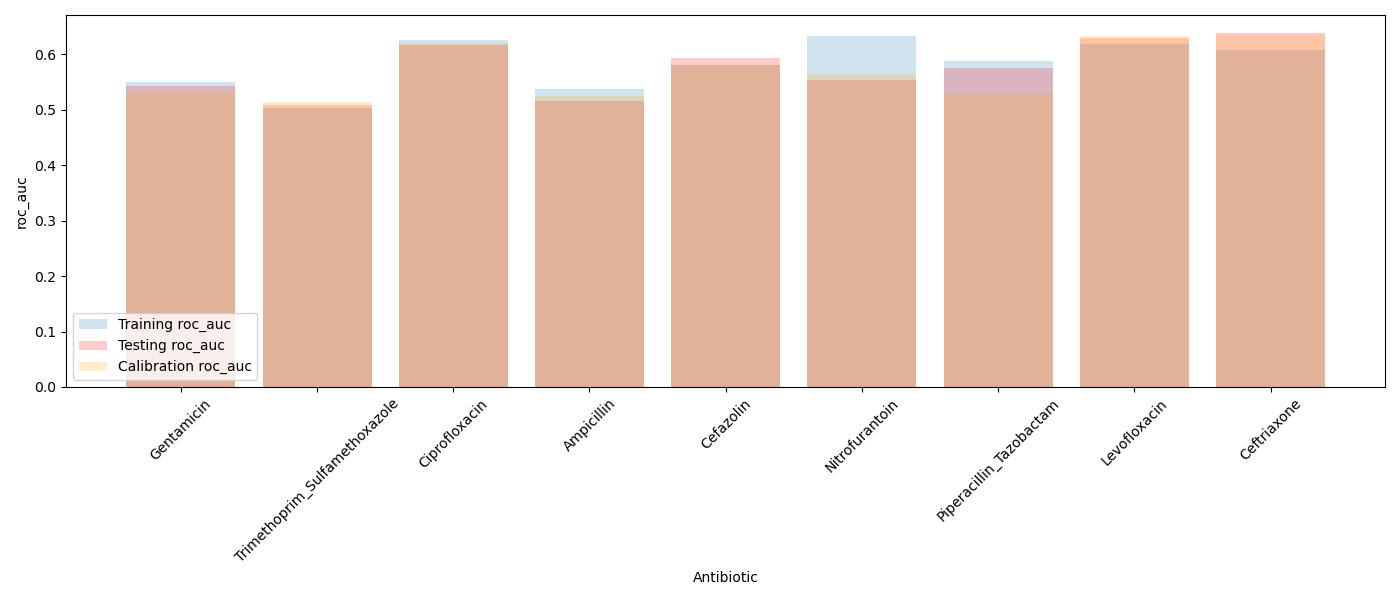 0.6
0.5
0.4
0.3
0.2
0.1
0.0
roc_auc
Training roc_auc
Testing roc_auc
Calibration roc_auc
Gentamicin
Trimethoprim_Sulfamethoxazole
Ciprofloxacin
Ampicillin
Cefazolin
Nitrofurantoin
Piperacillin_Tazobactam
Levofloxacin
Ceftriaxone
Antibiotic